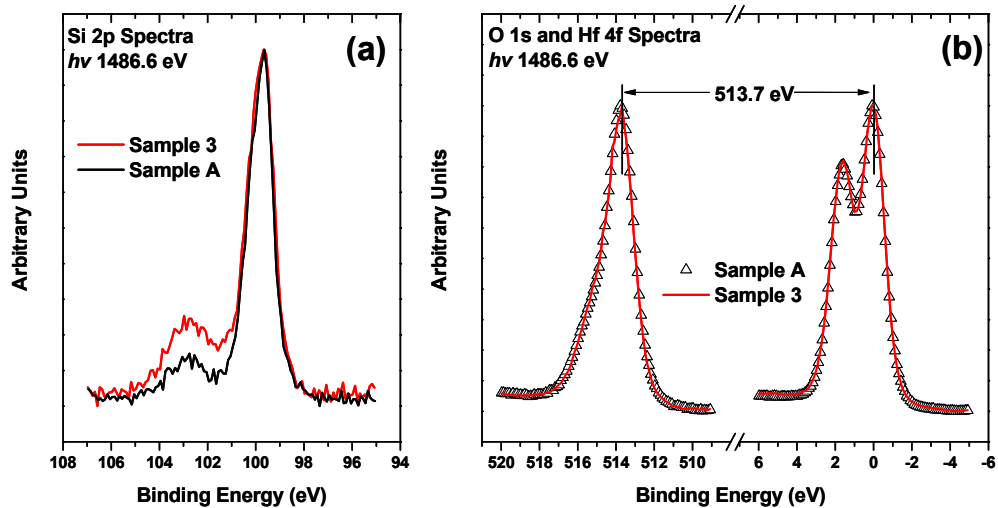 Si 2p Spectra
hv 1486.6 eV
(a)
Sample 3
Sample A
Arbitrary Units
108 106 104 102 100 98 96 94
Binding Energy (eV)
O 1s and Hf 4f Spectra
hv 1486.6 eV
(b)
513.7 eV
Sample A
Sample 3
Arbitrary Units
520 518 516 514 512 510 6 4 2 0 -2 -4 -6
Binding Energy (eV)